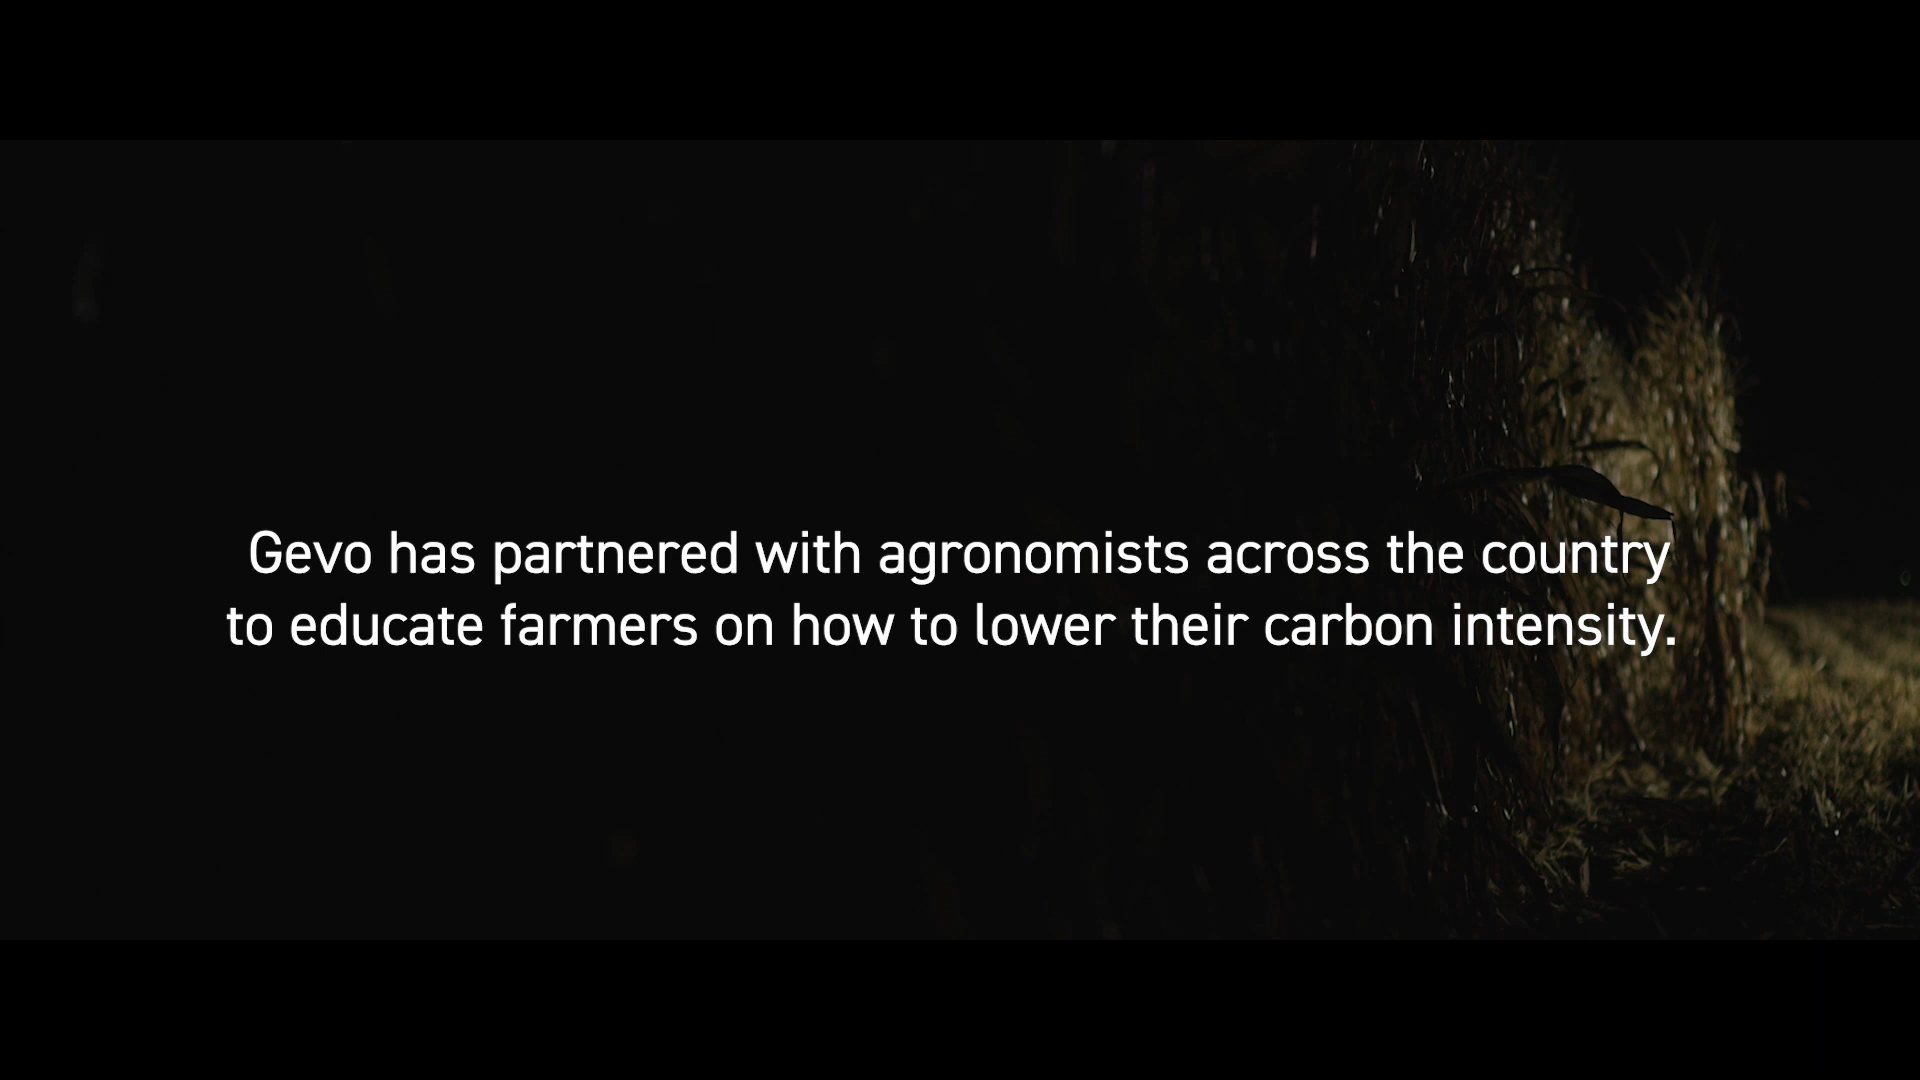 Gevo has partnered with agronomists across the country
to educate farmers on how to lower their carbon intensity.